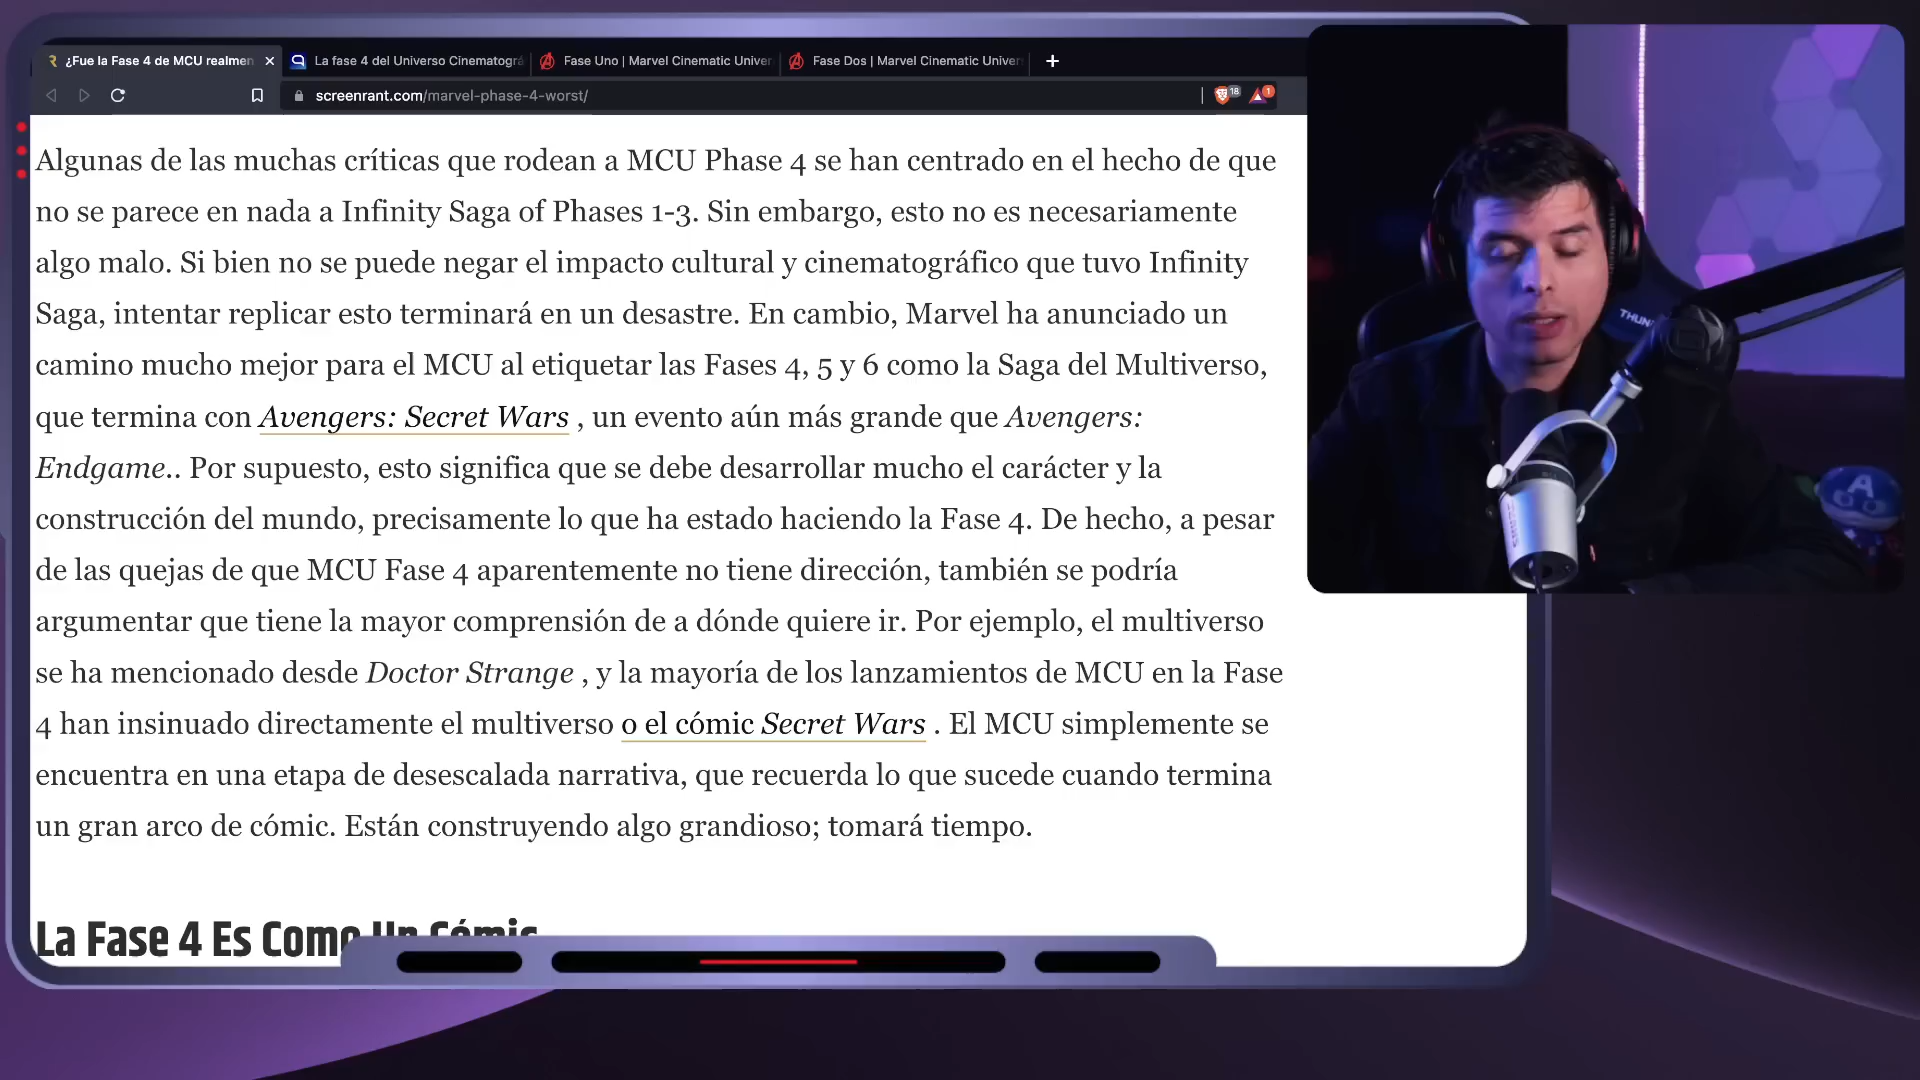 ¿Fue la Fase 4 de MCU realmen
La fase 4 del Universo Cinematográ
Fase Uno | Marvel Cinematic Univer
Fase Dos | Marvel Cinematic Univer
screenrant.com/marvel-phase-4-worst/
18
1
Algunas de las muchas críticas que rodean a MCU Phase 4 se han centrado en el hecho de que
no se parece en nada a Infinity Saga of Phases 1-3. Sin embargo, esto no es necesariamente
algo malo. Si bien no se puede negar el impacto cultural y cinematográfico que tuvo Infinity
Saga, intentar replicar esto terminará en un desastre. En cambio, Marvel ha anunciado un
camino mucho mejor para el MCU al etiquetar las Fases 4, 5 y 6 como la Saga del Multiverso,
que termina con Avengers: Secret Wars , un evento aún más grande que Avengers:
Endgame.. Por supuesto, esto significa que se debe desarrollar mucho el carácter y la
construcción del mundo, precisamente lo que ha estado haciendo la Fase 4. De hecho, a pesar
de las quejas de que MCU Fase 4 aparentemente no tiene dirección, también se podría
argumentar que tiene la mayor comprensión de a dónde quiere ir. Por ejemplo, el multiverso
se ha mencionado desde Doctor Strange , y la mayoría de los lanzamientos de MCU en la Fase
4 han insinuado directamente el multiverso o el cómic Secret Wars . El MCU simplemente se
encuentra en una etapa de desescalada narrativa, que recuerda lo que sucede cuando termina
un gran arco de cómic. Están construyendo algo grandioso; tomará tiempo.
La Fase 4 Es Como Un Cómic
THUN
A